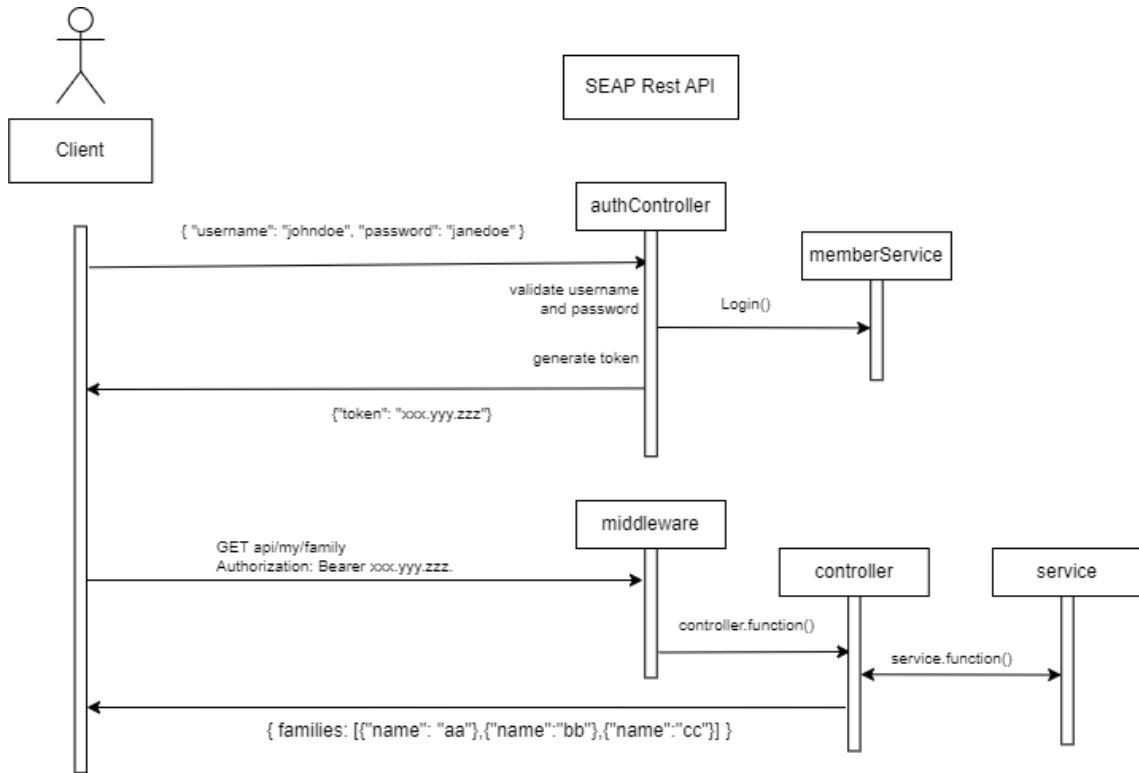 SEAP Rest API
Client
authController
{ "username": "johndoe", "password": "janedoe" }
memberService
validate username
and password
Login()
generate token
{"token": "xxx.yyy.zzz"}
middleware
GET api/my/family
Authorization: Bearer xxx.yyy.zzz.
controller
service
controller.function()
service.function()
{ families: [{"name": "aa"},{"name":"bb"},{"name":"cc"}] }